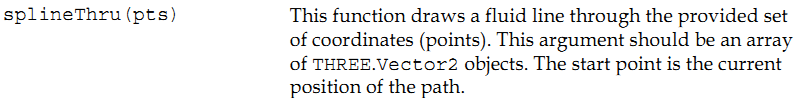 splineThru(pts) This function draws a fluid line through the provided set
of coordinates (points). This argument should be an array
of THREE.Vector2 objects. The start point is the current
position of the path.